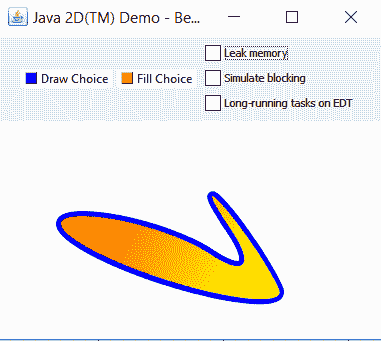 Java 2D(TM) Demo - Be...
Leak memory
Draw Choice
Fill Choice
Simulate blocking
Long-running tasks on EDT